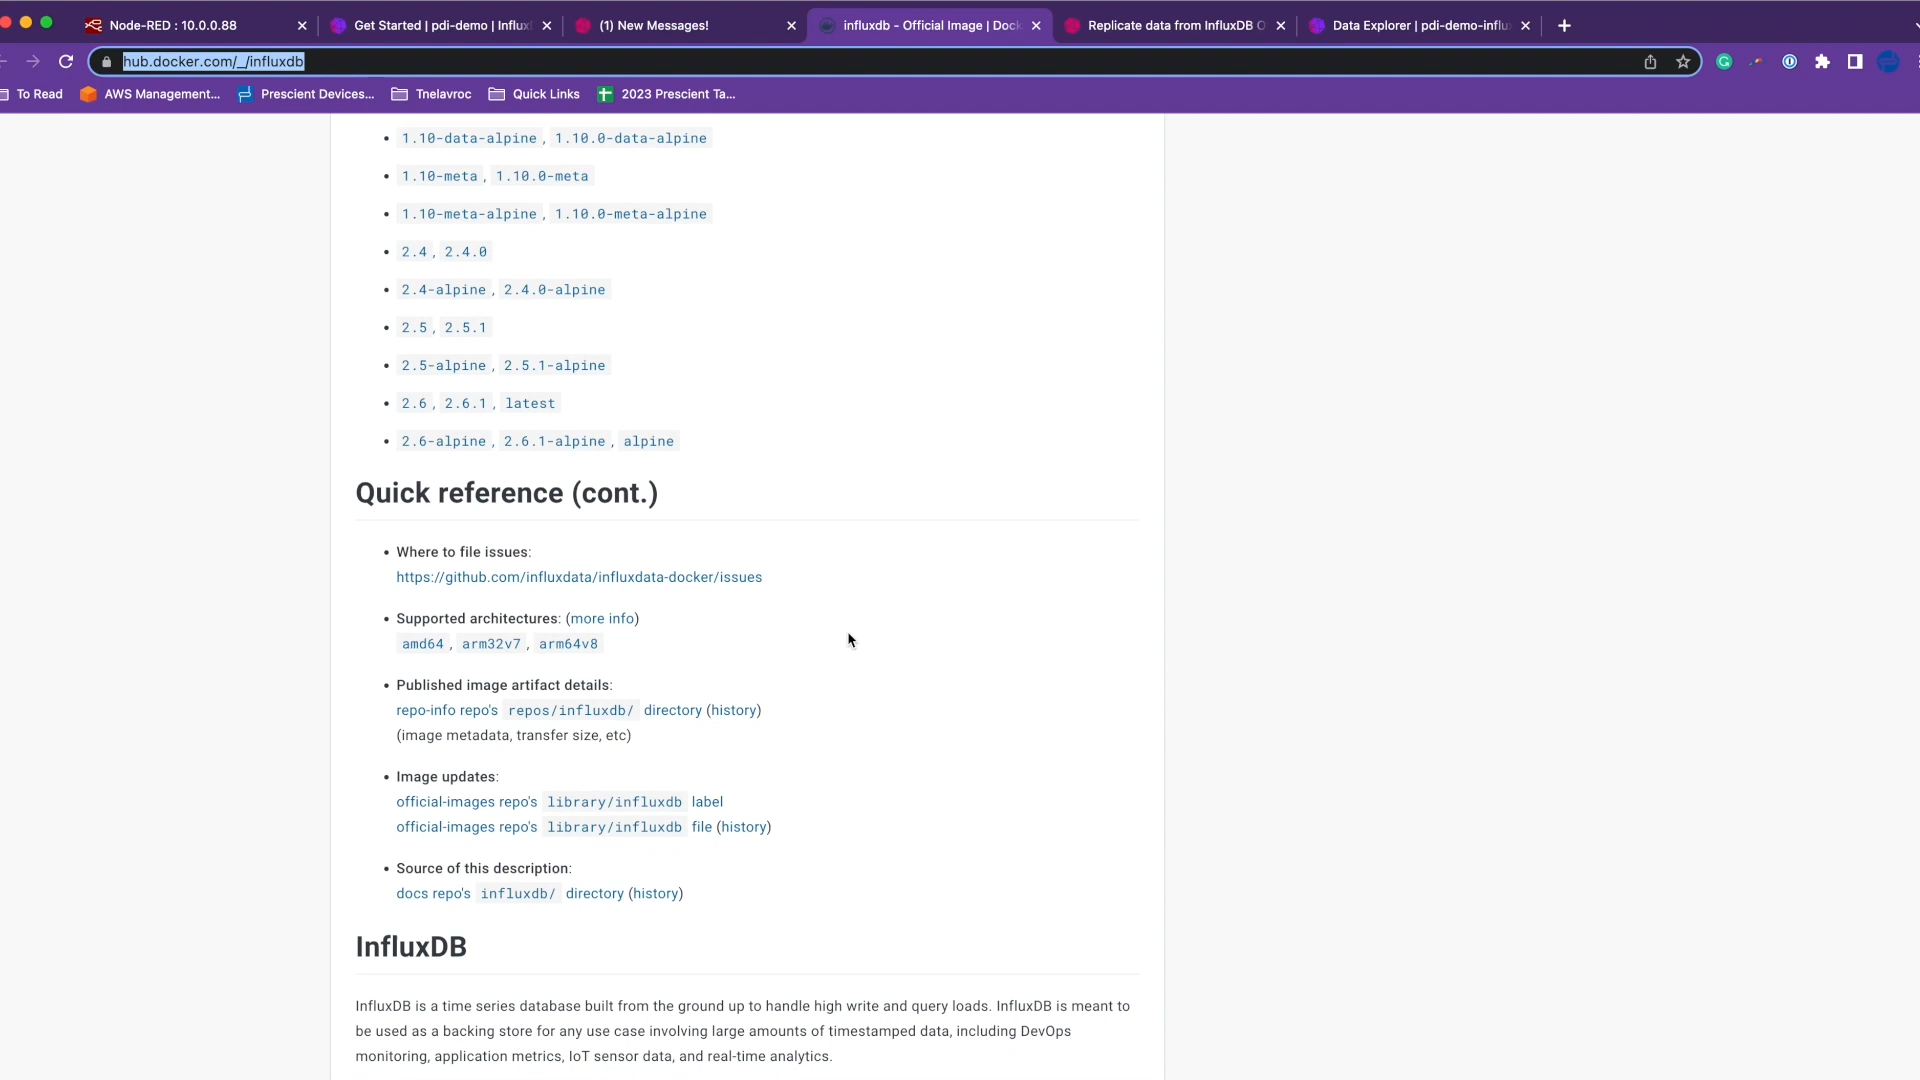 Node-RED : 10.0.0.88
Get Started | pdi-demo | Influx
(1) New Messages!
influxdb - Official Image | Dock
Replicate data from InfluxDB O
Data Explorer | pdi-demo-influ
hub.docker.com/_/influxdb
To Read
AWS Management...
Prescient Devices...
Tnelavroc
Quick Links
2023 Prescient Ta...
1.10-data-alpine, 1.10.0-data-alpine
1.10-meta, 1.10.0-meta
1.10-meta-alpine, 1.10.0-meta-alpine
2.4, 2.4.0
2.4-alpine, 2.4.0-alpine
2.5, 2.5.1
2.5-alpine, 2.5.1-alpine
2.6, 2.6.1, latest
2.6-alpine, 2.6.1-alpine, alpine
Quick reference (cont.)
Where to file issues:
https://github.com/influxdata/influxdata-docker/issues
Supported architectures: (more info)
amd64, arm32v7, arm64v8
Published image artifact details:
repo-info repo's repos/influxdb/ directory (history)
(image metadata, transfer size, etc)
Image updates:
official-images repo's library/influxdb label
official-images repo's library/influxdb file (history)
Source of this description:
docs repo's influxdb/ directory (history)
InfluxDB
InfluxDB is a time series database built from the ground up to handle high write and query loads. InfluxDB is meant to
be used as a backing store for any use case involving large amounts of timestamped data, including DevOps
monitoring, application metrics, IoT sensor data, and real-time analytics.